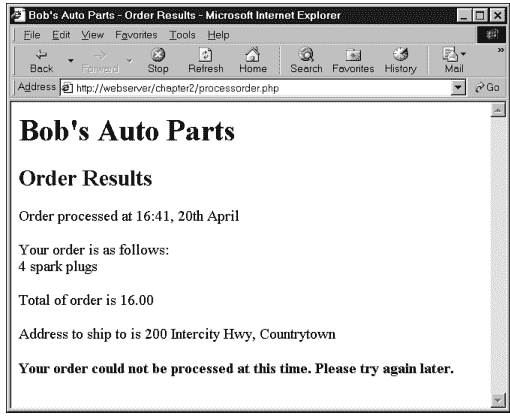 Bob's Auto Parts - Order Results - Microsoft Internet Explorer
File Edit View Favorites Tools Help
Back Forward Stop Refresh Home Search Favorites History Mail
Address http://webserver/chapter2/processorder.php Go
Bob's Auto Parts
Order Results
Order processed at 16:41, 20th April
Your order is as follows:
4 spark plugs
Total of order is 16.00
Address to ship to is 200 Intercity Hwy, Countrytown
Your order could not be processed at this time. Please try again later.